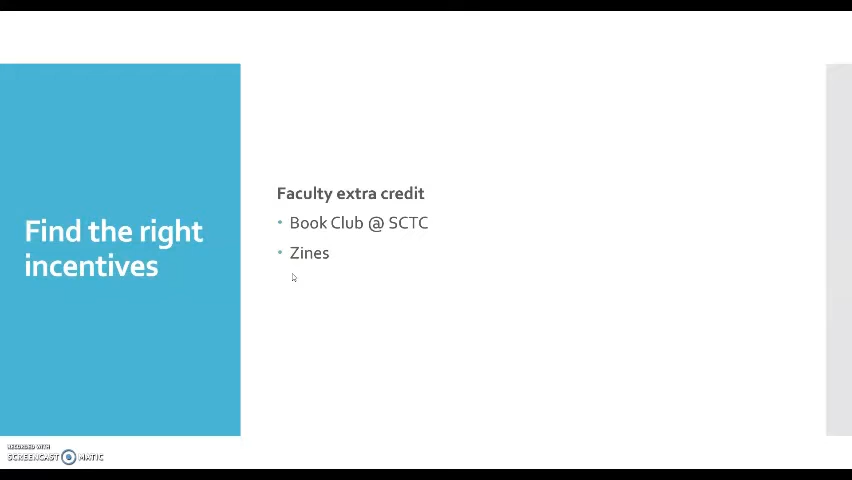 Find the right
incentives
Faculty extra credit
• Book Club @ SCTC
• Zines
RECORDED WITH
SCREENCAST MATIC